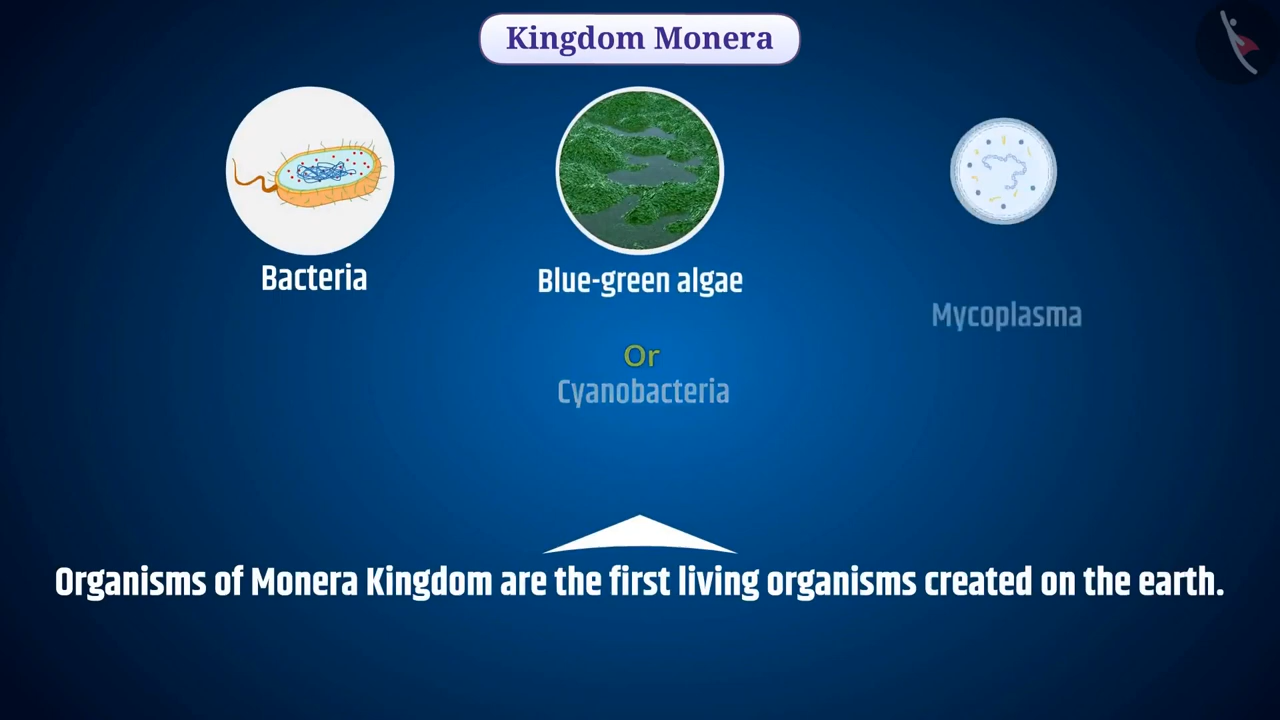 Kingdom Monera
Bacteria
Blue-green algae
Mycoplasma
Or
Cyanobacteria
Organisms of Monera Kingdom are the first living organisms created on the earth.